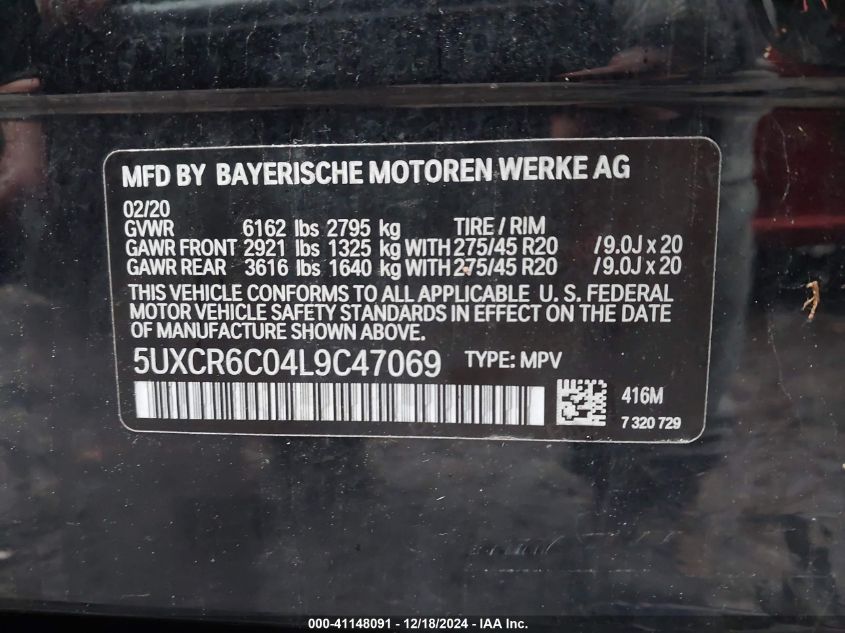 MFD BY BAYERISCHE MOTOREN WERKE AG
02/20
GVWR 6162 lbs 2795 kg TIRE / RIM
GAWR FRONT 2921 lbs 1325 kg WITH 275/45 R20 / 9.0J x 20
GAWR REAR 3616 lbs 1640 kg WITH 275/45 R20 / 9.0J x 20
THIS VEHICLE CONFORMS TO ALL APPLICABLE U. S. FEDERAL
MOTOR VEHICLE SAFETY STANDARDS IN EFFECT ON THE DATE
OF MANUFACTURE SHOWN ABOVE.
5UXCR6C04L9C47069 TYPE: MPV
416M
7 320 729
000-41148091 - 12/18/2024 - IAA Inc.